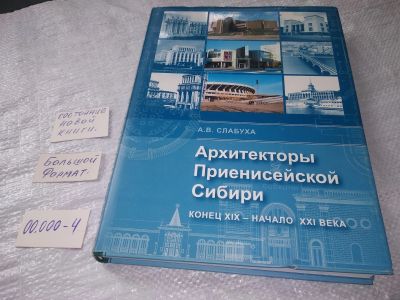 А.В. СЛАБУХА
Архитекторы
Приенисейской
Сибири
КОНЕЦ XIX – НАЧАЛО XXI ВЕКА
СОСТОЯНИЕ
НОВОЙ
КНИГИ.
БОЛЬШОЙ
ФОРМАТ.
00.000-4